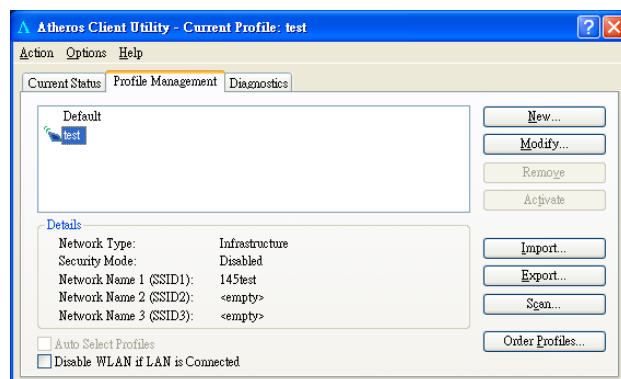 Atheros Client Utility - Current Profile: test
Action Options Help
Current Status Profile Management Diagnostics
Default
test
New...
Modify...
Remove
Activate
Details
Network Type: Infrastructure
Security Mode: Disabled
Network Name 1 (SSID1): 145test
Network Name 2 (SSID2): <empty>
Network Name 3 (SSID3): <empty>
Import...
Export...
Scan...
Auto Select Profiles
Order Profiles...
Disable WLAN if LAN is Connected